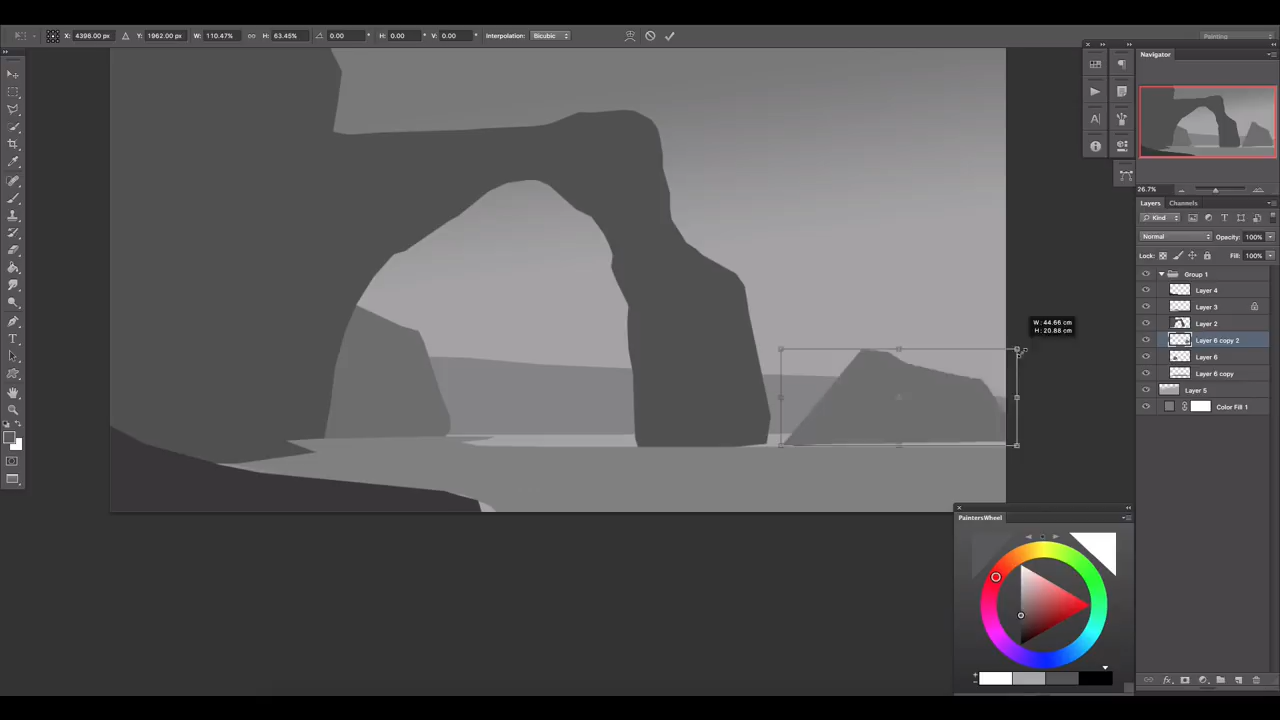 X: 4398.00 px Y: 1962.00 px W: 110.47% H: 63.45% 0.00 ° H: 0.00 ° V: 0.00 ° Interpolation: Bicubic
Painting
Navigator
26.7%
Layers Channels
Kind
Normal Opacity: 100%
Lock: Fill: 100%
Group 1
Layer 4
Layer 3
Layer 2
Layer 6 copy 2
Layer 6
Layer 6 copy
Layer 5
Color Fill 1
W: 44.66 cm
H: 20.88 cm
PaintersWheel